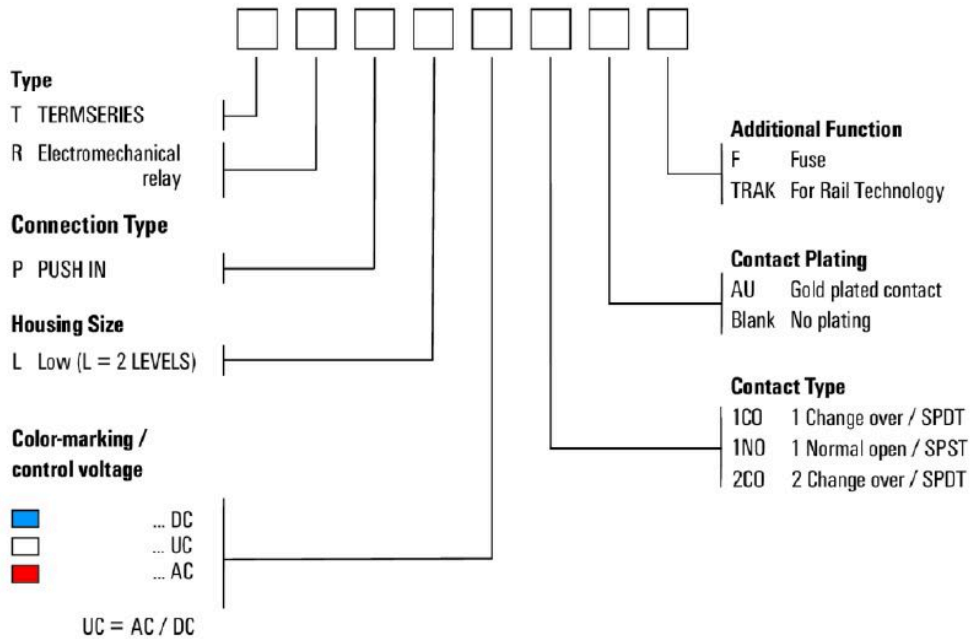 Type
T TERMSERIES
R Electromechanical
relay
Connection Type
P PUSH IN
Housing Size
L Low (L = 2 LEVELS)
Color-marking /
control voltage
... DC
... UC
... AC
UC = AC / DC
Additional Function
F Fuse
TRAK For Rail Technology
Contact Plating
AU Gold plated contact
Blank No plating
Contact Type
1CO 1 Change over / SPDT
1NO 1 Normal open / SPST
2CO 2 Change over / SPDT